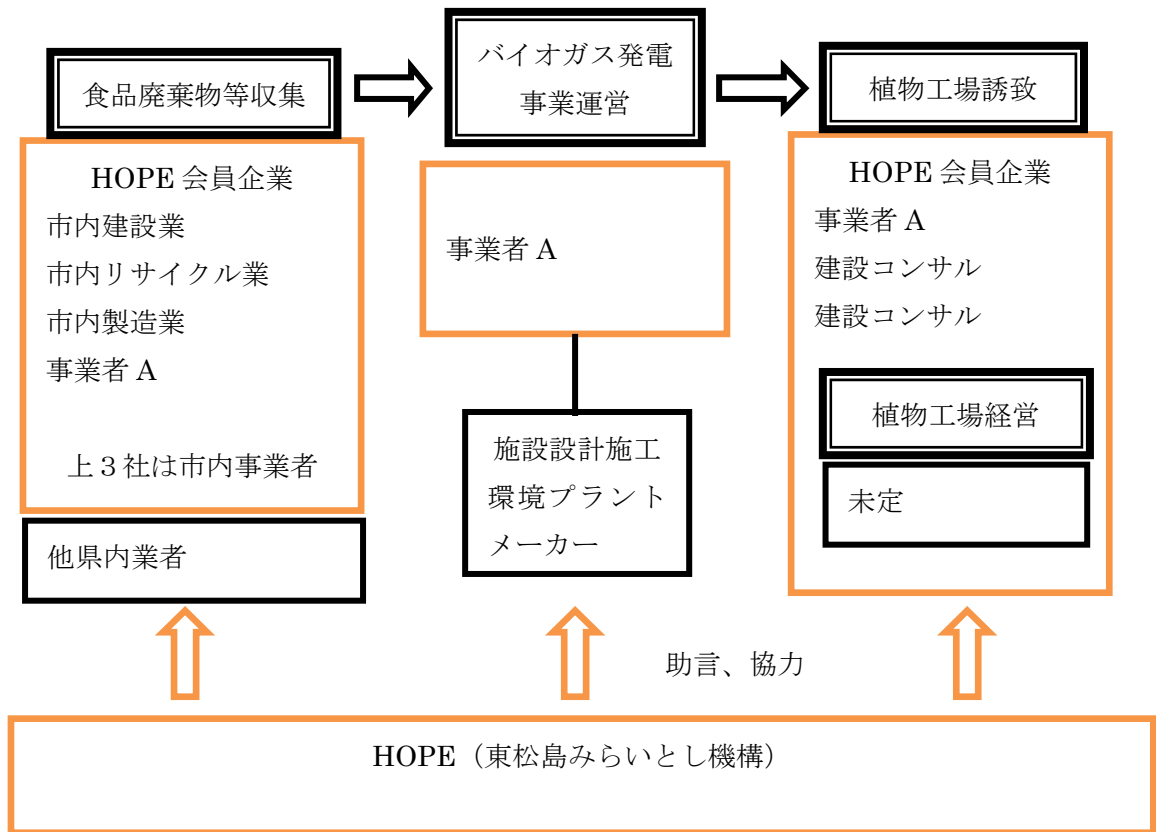 食品廃棄物等収集
HOPE 会員企業
市内建設業
市内リサイクル業
市内製造業
事業者 A
上３社は市内事業者
他県内業者
バイオガス発電
事業運営
事業者 A
施設設計施工
環境プラント
メーカー
植物工場誘致
HOPE 会員企業
事業者 A
建設コンサル
建設コンサル
植物工場経営
未定
助言、協力
HOPE（東松島みらいとし機構）